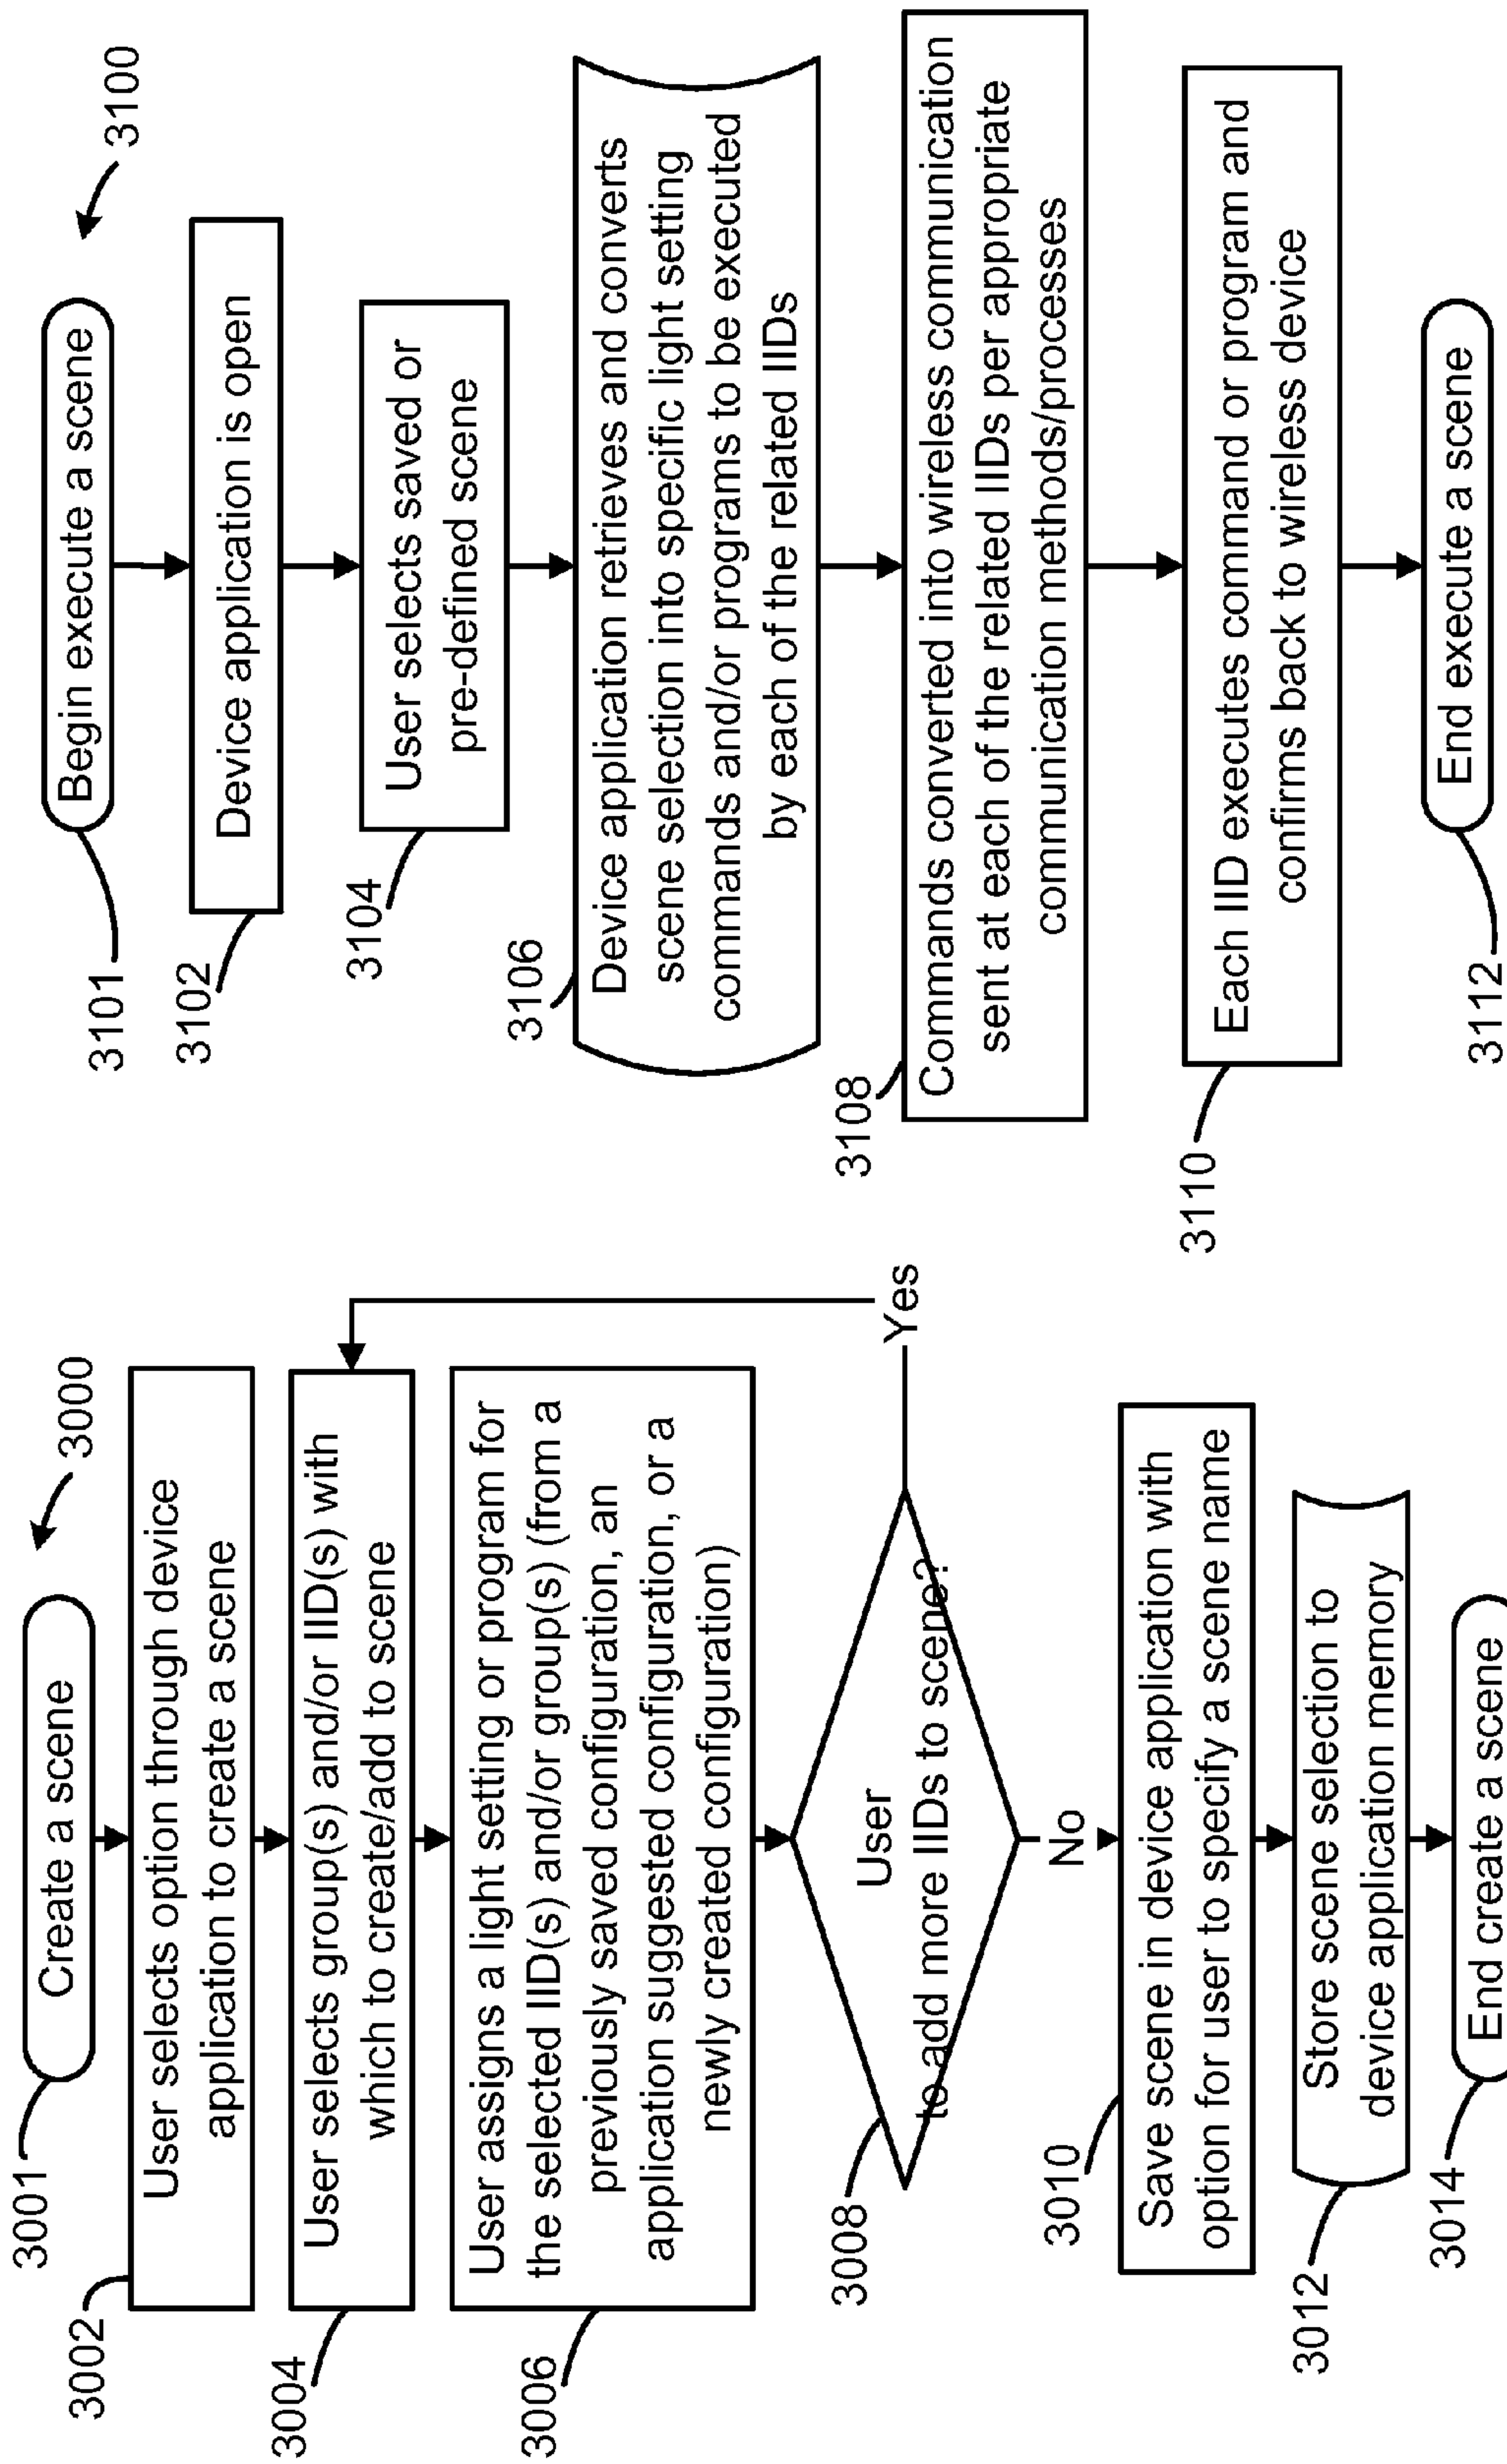 3000
3001
Create a scene
3002
User selects option through device
application to create a scene
3004
User selects group(s) and/or IID(s) with
which to create/add to scene
3006
User assigns a light setting or program for
the selected IID(s) and/or group(s) (from a
previously saved configuration, an
application suggested configuration, or a
newly created configuration)
3008
User
to add more IIDs to scene?
Yes
No
3010
Save scene in device application with
option for user to specify a scene name
3012
Store scene selection to
device application memory
3014
End create a scene
3100
3101
Begin execute a scene
3102
Device application is open
3104
User selects saved or
pre-defined scene
3106
Device application retrieves and converts
scene selection into specific light setting
commands and/or programs to be executed
by each of the related IIDs
3108
Commands converted into wireless communication
sent at each of the related IIDs per appropriate
communication methods/processes
3110
Each IID executes command or program and
confirms back to wireless device
3112
End execute a scene